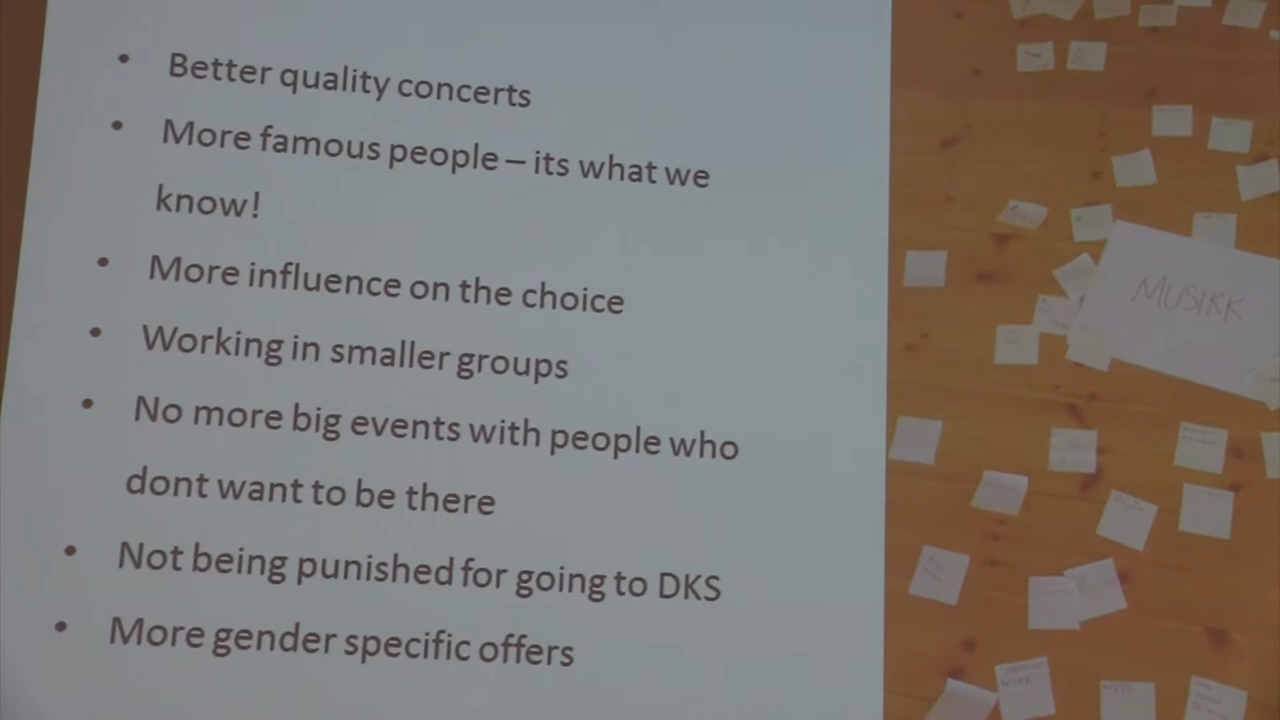 • Better quality concerts
• More famous people – its what we
know!
• More influence on the choice
• Working in smaller groups
• No more big events with people who
dont want to be there
• Not being punished for going to DKS
• More gender specific offers
MUSIKK